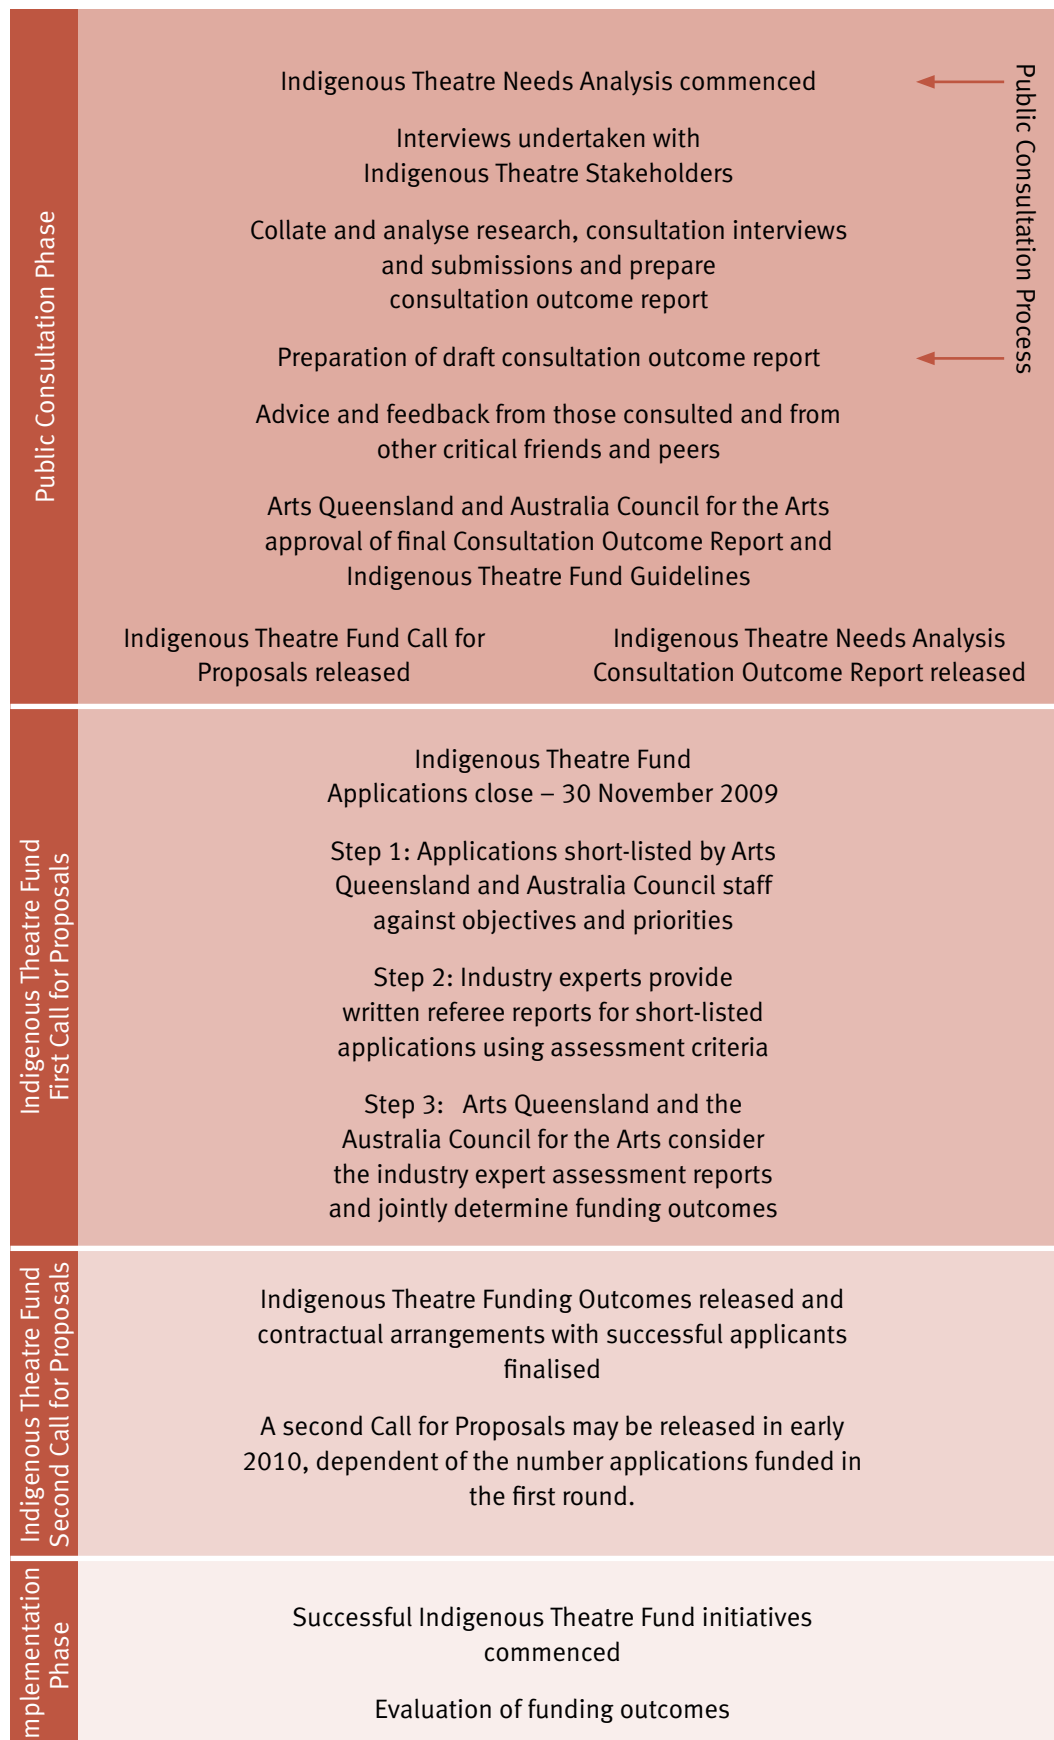 Public Consultation Phase
Indigenous Theatre Needs Analysis commenced
Public Consultation Process
Interviews undertaken with
Indigenous Theatre Stakeholders
Collate and analyse research, consultation interviews
and submissions and prepare
consultation outcome report
Preparation of draft consultation outcome report
Advice and feedback from those consulted and from
other critical friends and peers
Arts Queensland and Australia Council for the Arts
approval of final Consultation Outcome Report and
Indigenous Theatre Fund Guidelines
Indigenous Theatre Fund Call for
Proposals released
Indigenous Theatre Needs Analysis
Consultation Outcome Report released
Indigenous Theatre Fund
First Call for Proposals
Indigenous Theatre Fund
Applications close – 30 November 2009
Step 1: Applications short-listed by Arts
Queensland and Australia Council staff
against objectives and priorities
Step 2: Industry experts provide
written referee reports for short-listed
applications using assessment criteria
Step 3: Arts Queensland and the
Australia Council for the Arts consider
the industry expert assessment reports
and jointly determine funding outcomes
Indigenous Theatre Fund
Second Call for Proposals
Indigenous Theatre Funding Outcomes released and
contractual arrangements with successful applicants
finalised
A second Call for Proposals may be released in early
2010, dependent of the number applications funded in
the first round.
mplementation
Phase
Successful Indigenous Theatre Fund initiatives
commenced
Evaluation of funding outcomes